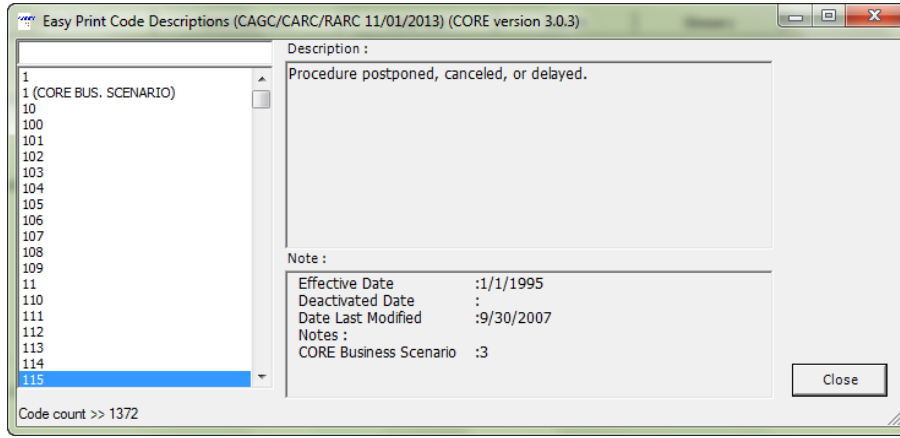 Easy Print Code Descriptions (CAGC/CARC/RARC 11/01/2013) (CORE version 3.0.3)
Description :
1
1 (CORE BUS. SCENARIO)
10
100
101
102
103
104
105
106
107
108
109
11
110
111
112
113
114
115
Procedure postponed, canceled, or delayed.
Note :
Effective Date :1/1/1995
Deactivated Date :
Date Last Modified :9/30/2007
Notes :
CORE Business Scenario :3
Close
Code count >> 1372